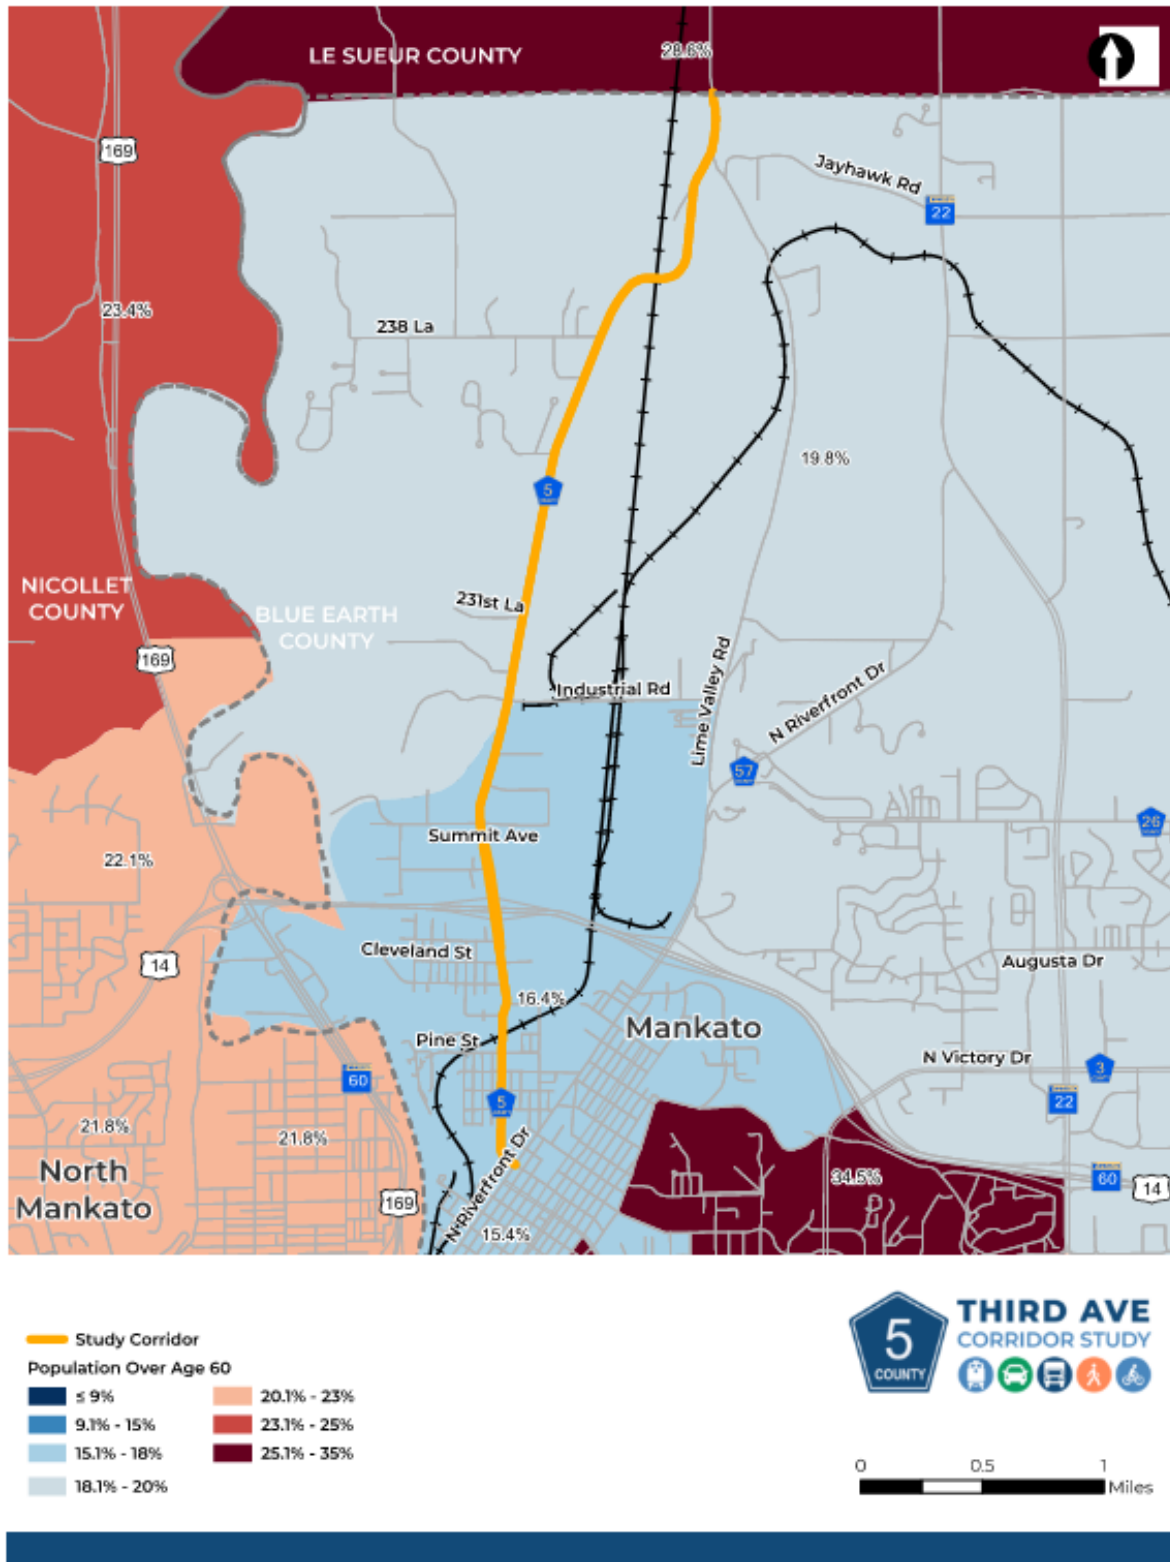 LE SUEUR COUNTY
28.6%
169
Jayhawk Rd
22
23.4%
238 La
19.8%
5
NICOLLET
COUNTY
BLUE EARTH
COUNTY
231st La
169
Industrial Rd
Lime Valley Rd
N Riverfront Dr
57
26
Summit Ave
22.1%
Cleveland St
14
Augusta Dr
16.4%
Mankato
Pine St
N Victory Dr
3
60
5
22
21.8%
21.8%
North
Mankato
169
N Riverfront Dr
34.5%
60
14
15.4%
Study Corridor
Population Over Age 60
≤ 9%
9.1% - 15%
15.1% - 18%
18.1% - 20%
20.1% - 23%
23.1% - 25%
25.1% - 35%
5
COUNTY
THIRD AVE
CORRIDOR STUDY
0 0.5 1
Miles